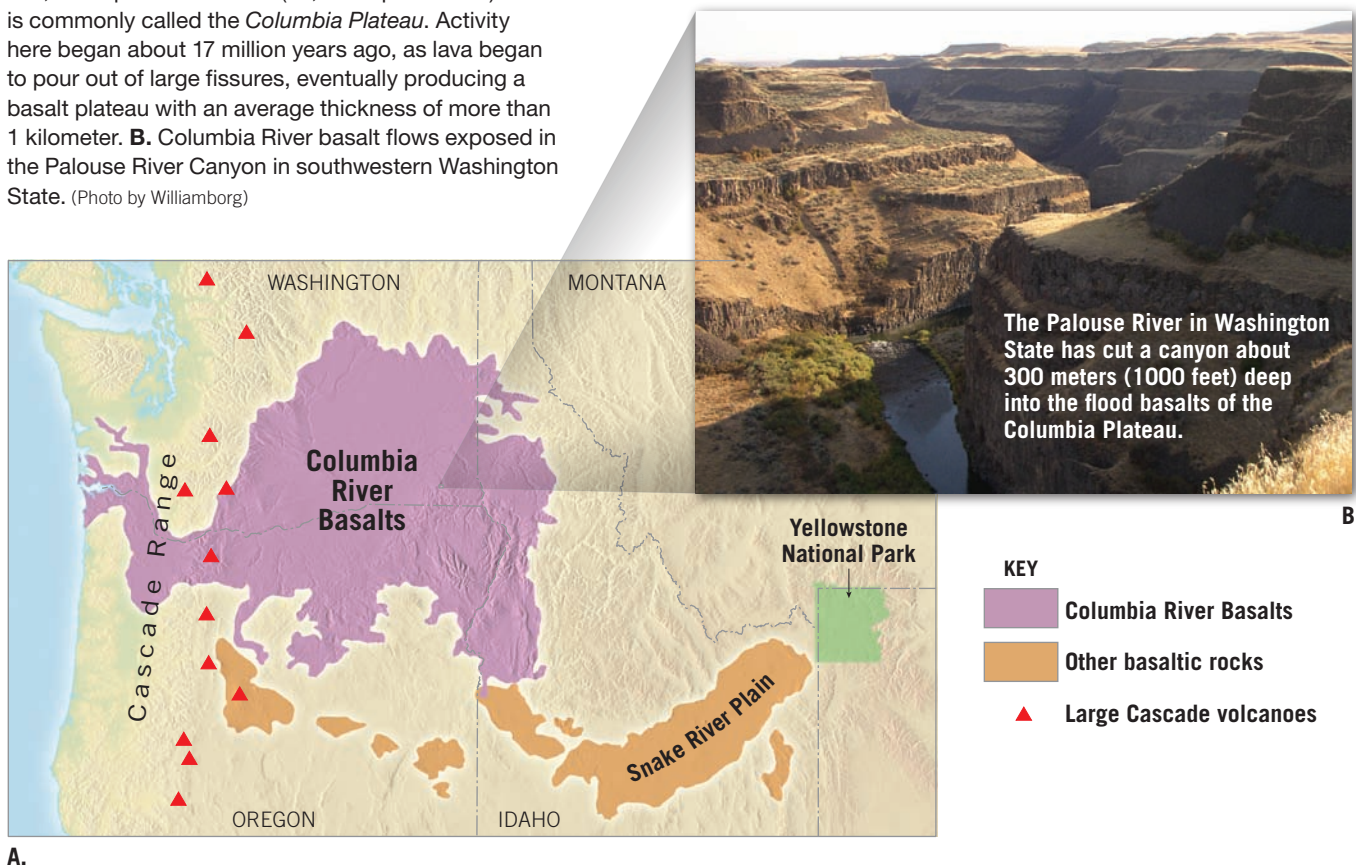 is commonly called the Columbia Plateau. Activity
here began about 17 million years ago, as lava began
to pour out of large fissures, eventually producing a
basalt plateau with an average thickness of more than
1 kilometer. B. Columbia River basalt flows exposed in
the Palouse River Canyon in southwestern Washington
State. (Photo by Williamborg)
The Palouse River in Washington
State has cut a canyon about
300 meters (1000 feet) deep
into the flood basalts of the
Columbia Plateau.
B
WASHINGTON
MONTANA
Columbia
River
Basalts
Cascade Range
Yellowstone
National Park
Snake River Plain
OREGON
IDAHO
KEY
Columbia River Basalts
Other basaltic rocks
Large Cascade volcanoes
A.